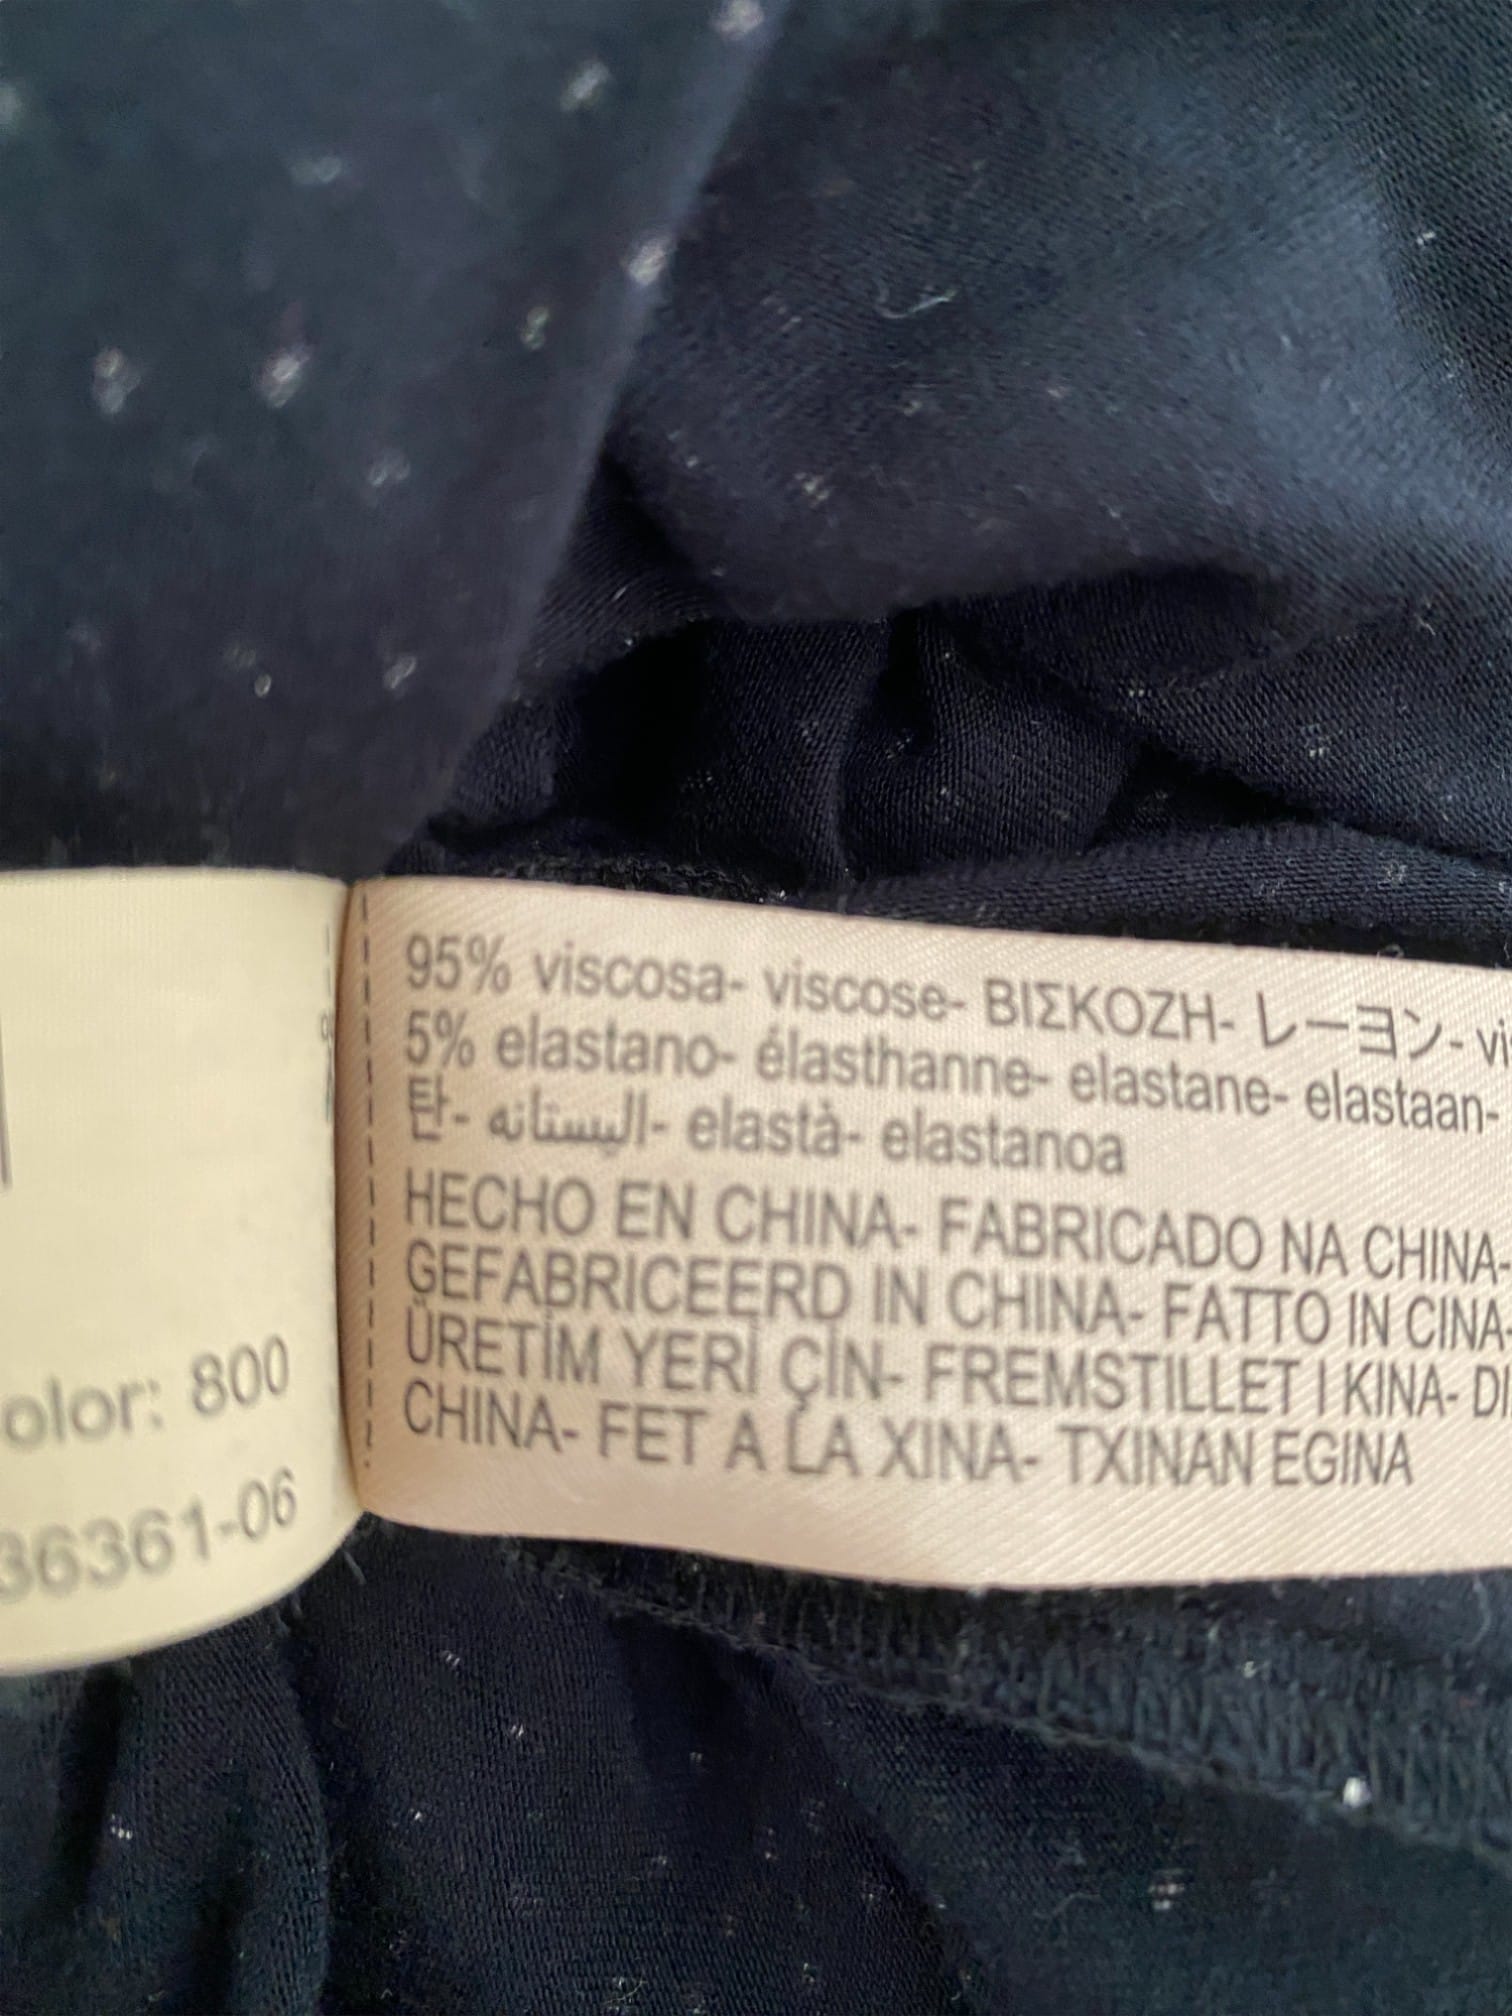 95% viscosa- viscose- ΒΙΣΚΟΖΗ- レーヨン-
5% elastano- élasthanne- elastane- elastaan-
탄- اليستانه- elastà- elastanoa
HECHO EN CHINA- FABRICADO NA CHINA-
GEFABRICEERD IN CHINA- FATTO IN CINA-
ÜRETİM YERİ ÇİN- FREMSTILLET I KINA-
CHINA- FET A LA XINA- TXINAN EGINA
olor: 800
36361-06